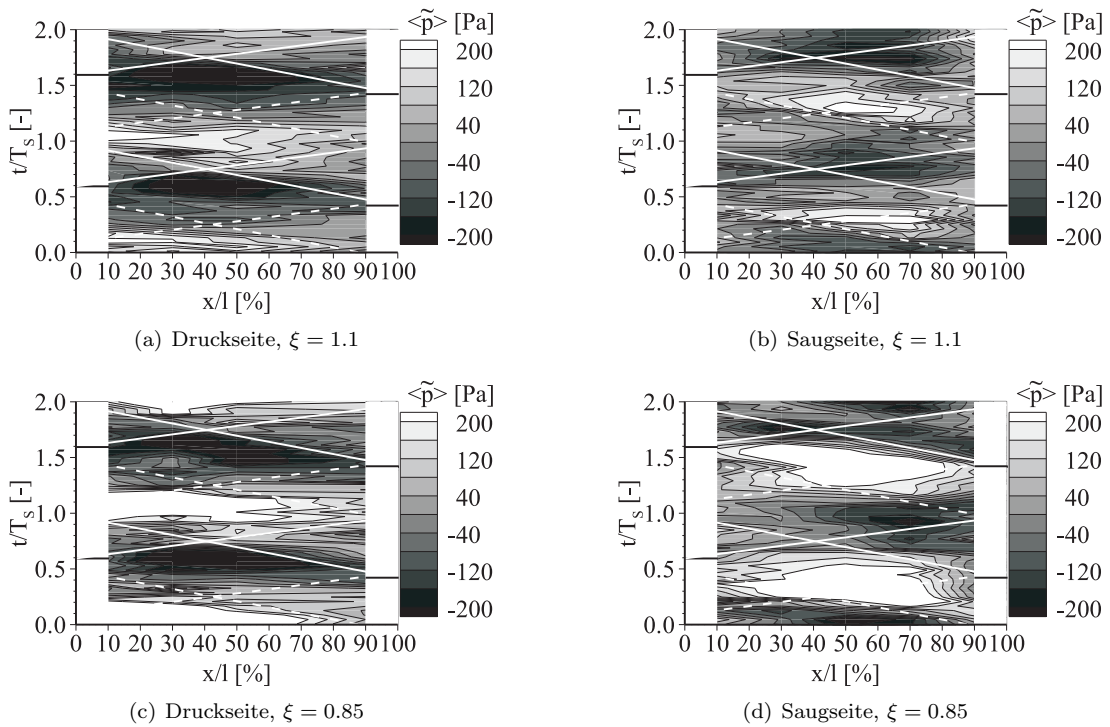 <p̃> [Pa]
2.0
1.5
1.0
0.5
0.0
t/T_S [-]
0 10 20 30 40 50 60 70 80 90 100
x/l [%]
200
120
40
-40
-120
-200
(a) Druckseite, ξ = 1.1
<p̃> [Pa]
2.0
1.5
1.0
0.5
0.0
t/T_S [-]
0 10 20 30 40 50 60 70 80 90 100
x/l [%]
200
120
40
-40
-120
-200
(b) Saugseite, ξ = 1.1
<p̃> [Pa]
2.0
1.5
1.0
0.5
0.0
t/T_S [-]
0 10 20 30 40 50 60 70 80 90 100
x/l [%]
200
120
40
-40
-120
-200
(c) Druckseite, ξ = 0.85
<p̃> [Pa]
2.0
1.5
1.0
0.5
0.0
t/T_S [-]
0 10 20 30 40 50 60 70 80 90 100
x/l [%]
200
120
40
-40
-120
-200
(d) Saugseite, ξ = 0.85